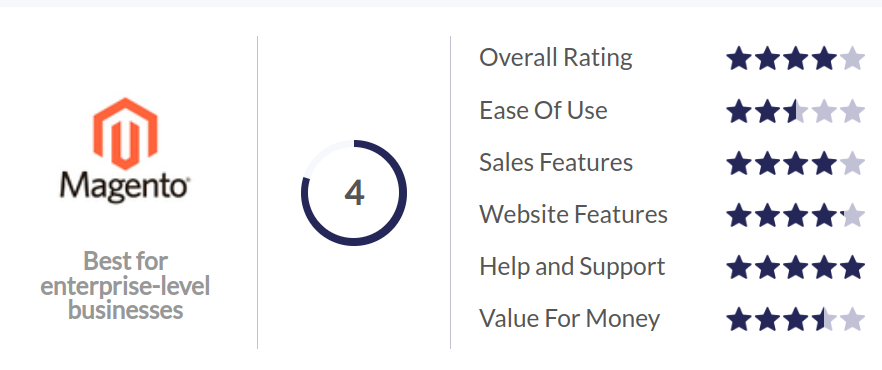 Magento
Best for
enterprise-level
businesses
4
Overall Rating
Ease Of Use
Sales Features
Website Features
Help and Support
Value For Money